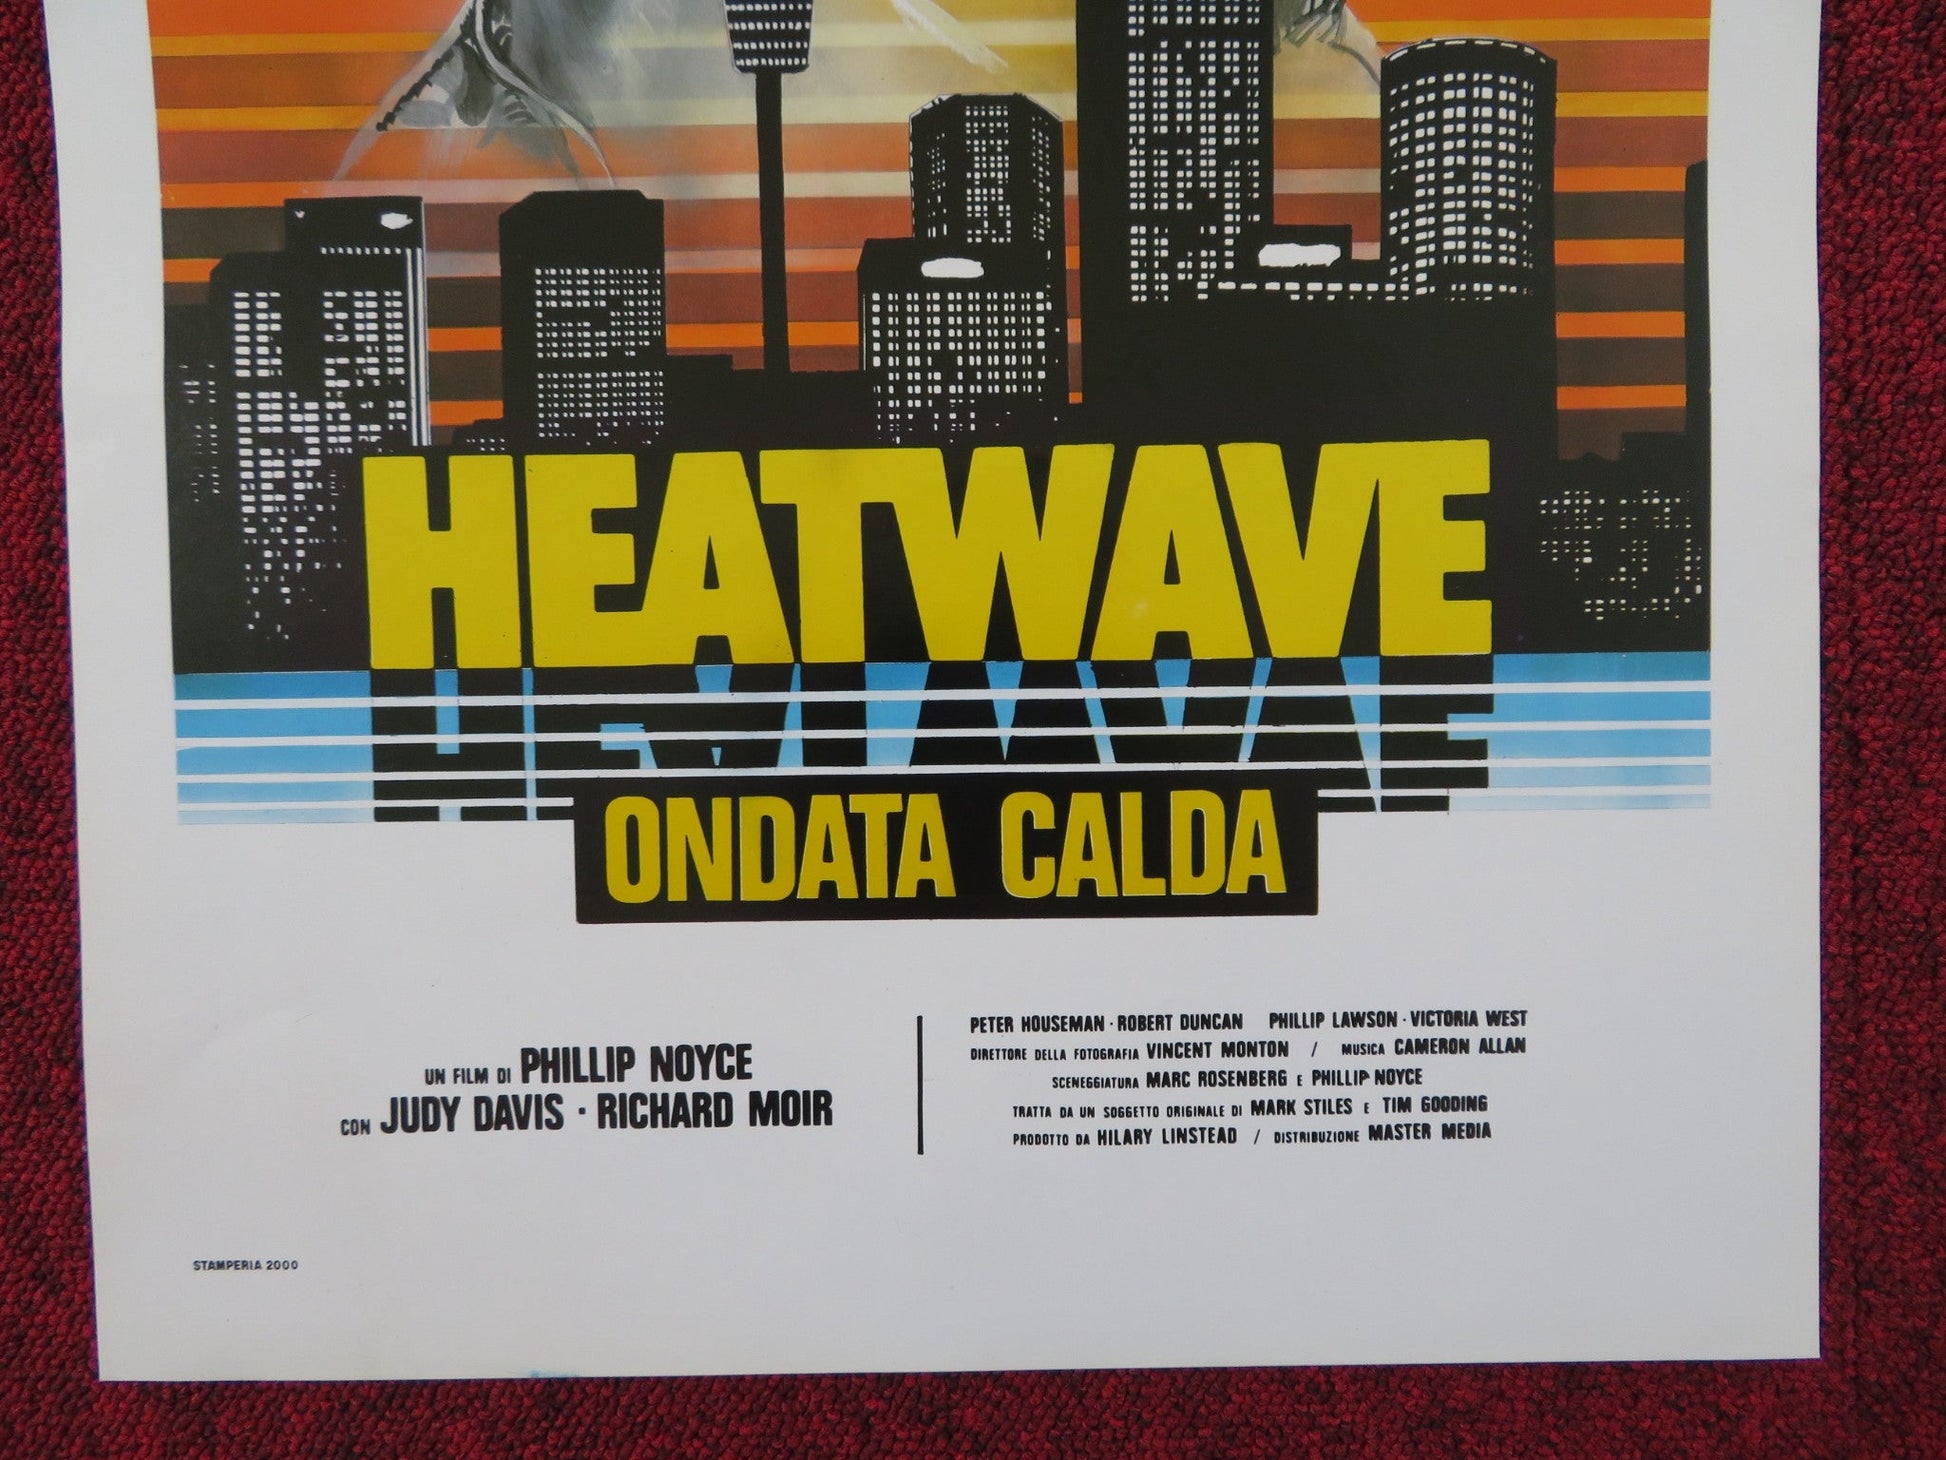 HEATWAVE
ONDATA CALDA
UN FILM DI PHILLIP NOYCE
CON JUDY DAVIS · RICHARD MOIR
PETER HOUSEMAN · ROBERT DUNCAN PHILLIP LAWSON · VICTORIA WEST
DIRETTORE DELLA FOTOGRAFIA VINCENT MONTON / MUSICA CAMERON ALLAN
SCENEGGIATURA MARC ROSENBERG E PHILLIP NOYCE
TRATTA DA UN SOGGETTO ORIGINALE DI MARK STILES E TIM GOODING
PRODOTTO DA HILARY LINSTEAD / DISTRIBUZIONE MASTER MEDIA
STAMPERIA 2000